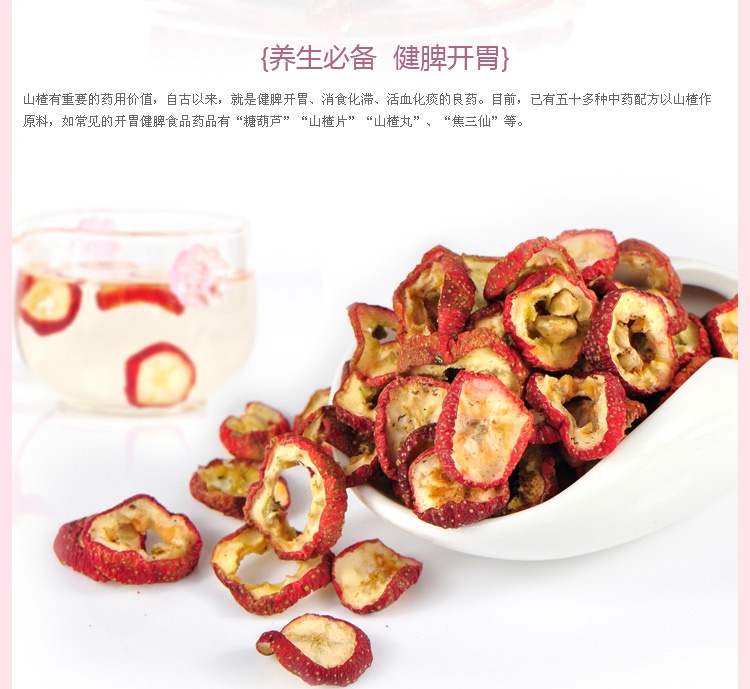 {养生必备 健脾开胃}
山楂有重要的药用价值，自古以来，就是健脾开胃、消食化滞、活血化痰的良药。目前，已有五十多种中药配方以山楂作
原料，如常见的开胃健脾食品药品有“糖葫芦”“山楂片”“山楂丸”、“焦三仙”等。